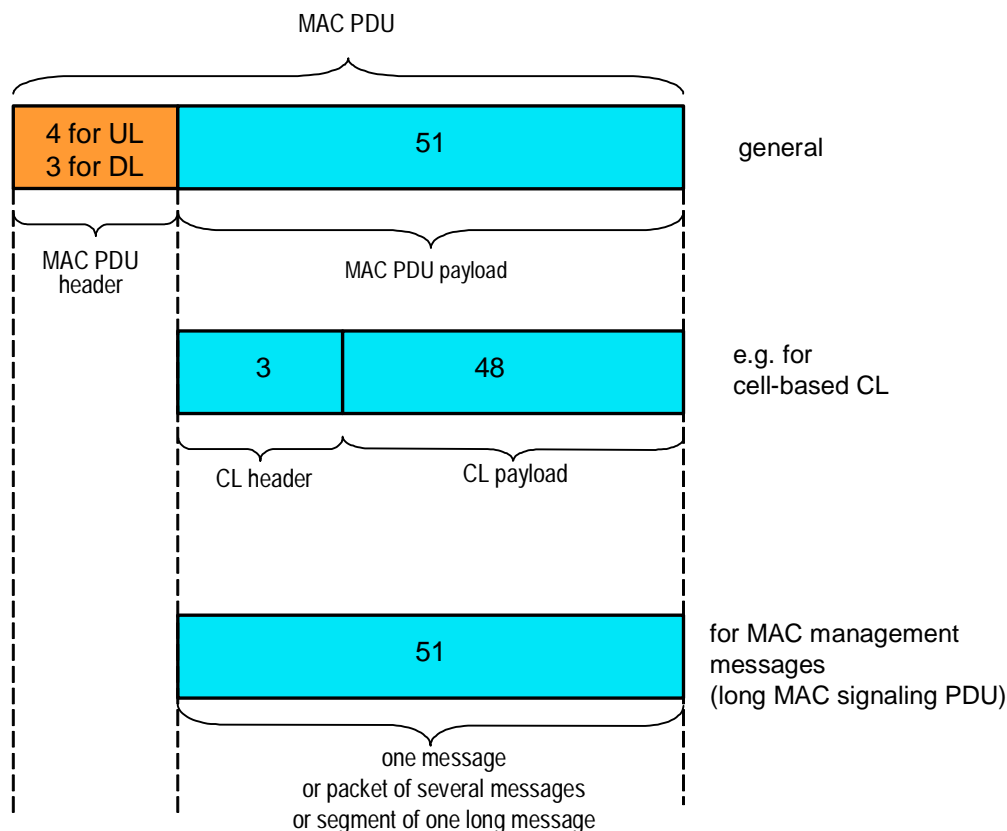 MAC PDU
4 for UL
3 for DL
51
general
MAC PDU
header
MAC PDU payload
3
48
e.g. for
cell-based CL
CL header
CL payload
51
for MAC management
messages
(long MAC signaling PDU)
one message
or packet of several messages
or segment of one long message